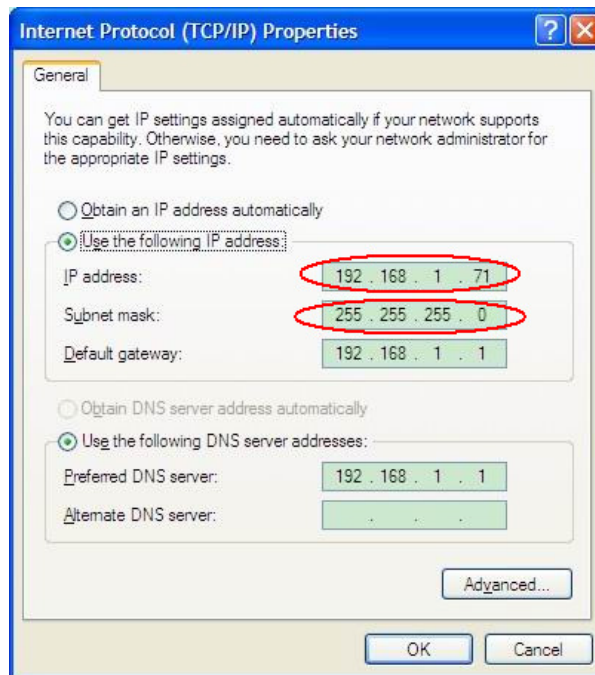 Internet Protocol (TCP/IP) Properties
General
You can get IP settings assigned automatically if your network supports
this capability. Otherwise, you need to ask your network administrator for
the appropriate IP settings.
Obtain an IP address automatically
Use the following IP address:
IP address: 192 . 168 . 1 . 71
Subnet mask: 255 . 255 . 255 . 0
Default gateway: 192 . 168 . 1 . 1
Obtain DNS server address automatically
Use the following DNS server addresses:
Preferred DNS server: 192 . 168 . 1 . 1
Alternate DNS server: . . .
Advanced...
OK Cancel